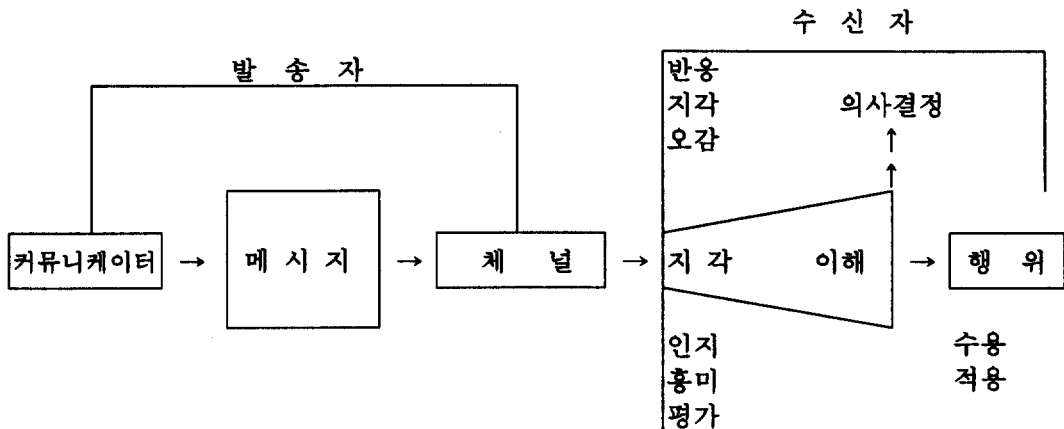 수 신 자
발 송 자
반응
지각
오감
의사결정
↑
↑
커뮤니케이터 → 메 시 지 → 체 널 → 지 각 이해 → 행 위
인지
흥미
평가
수용
적용